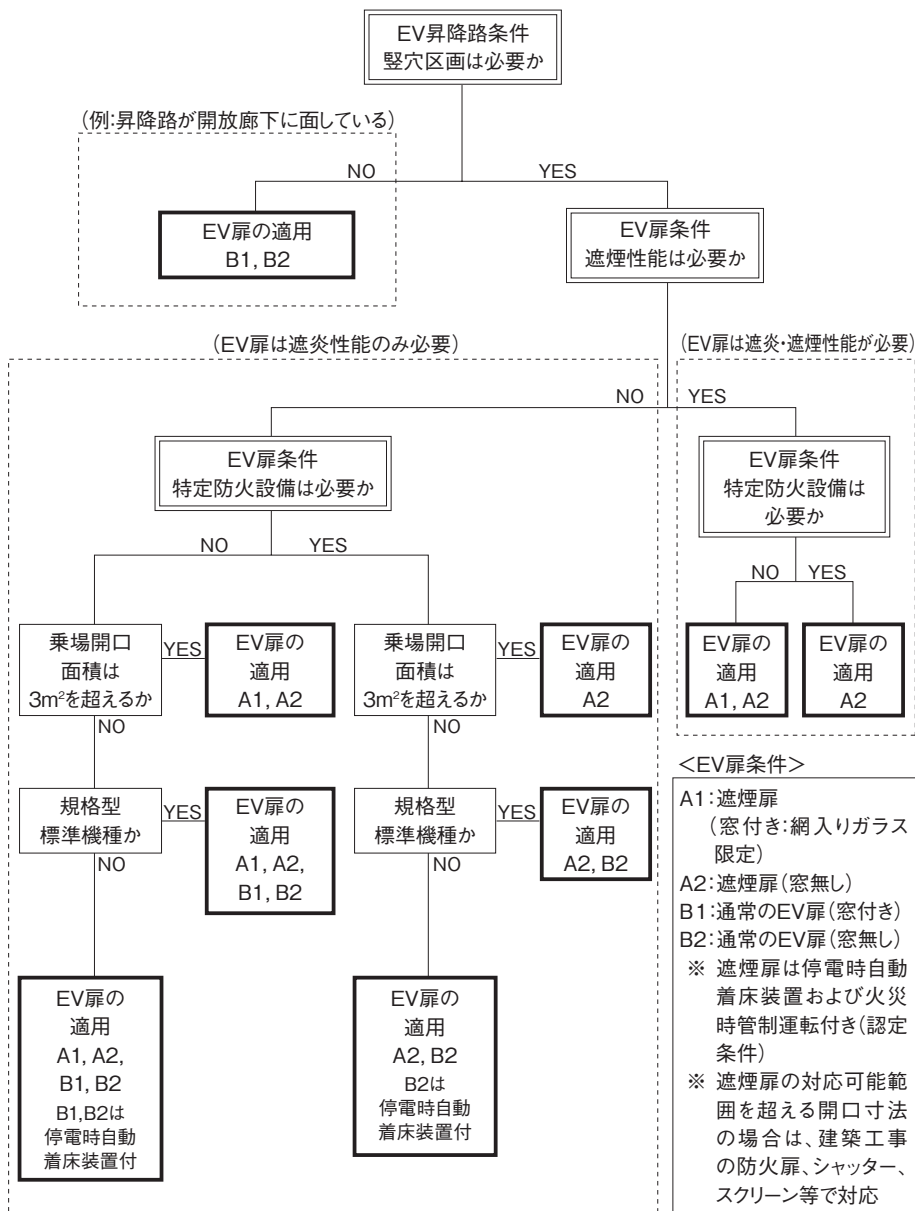 EV昇降路条件
竪穴区画は必要か
(例:昇降路が開放廊下に面している)
NO
YES
EV扉の適用
B1, B2
EV扉条件
遮煙性能は必要か
(EV扉は遮炎性能のみ必要)
(EV扉は遮炎・遮煙性能が必要)
NO
YES
EV扉条件
特定防火設備は必要か
EV扉条件
特定防火設備は
必要か
NO
YES
NO
YES
乗場開口
面積は
3m²を超えるか
YES
EV扉の
適用
A1, A2
乗場開口
面積は
3m²を超えるか
YES
EV扉の
適用
A2
EV扉の
適用
A1, A2
EV扉の
適用
A2
NO
NO
規格型
標準機種か
YES
EV扉の
適用
A1, A2,
B1, B2
規格型
標準機種か
YES
EV扉の
適用
A2, B2
NO
NO
EV扉の
適用
A1, A2,
B1, B2
B1,B2は
停電時自動
着床装置付
EV扉の
適用
A2, B2
B2は
停電時自動
着床装置付
<EV扉条件>
A1:遮煙扉
(窓付き:網入りガラス
限定)
A2:遮煙扉(窓無し)
B1:通常のEV扉(窓付き)
B2:通常のEV扉(窓無し)
※ 遮煙扉は停電時自動
着床装置および火災
時管制運転付き(認定
条件)
※ 遮煙扉の対応可能範
囲を超える開口寸法
の場合は、建築工事
の防火扉、シャッター、
スクリーン等で対応